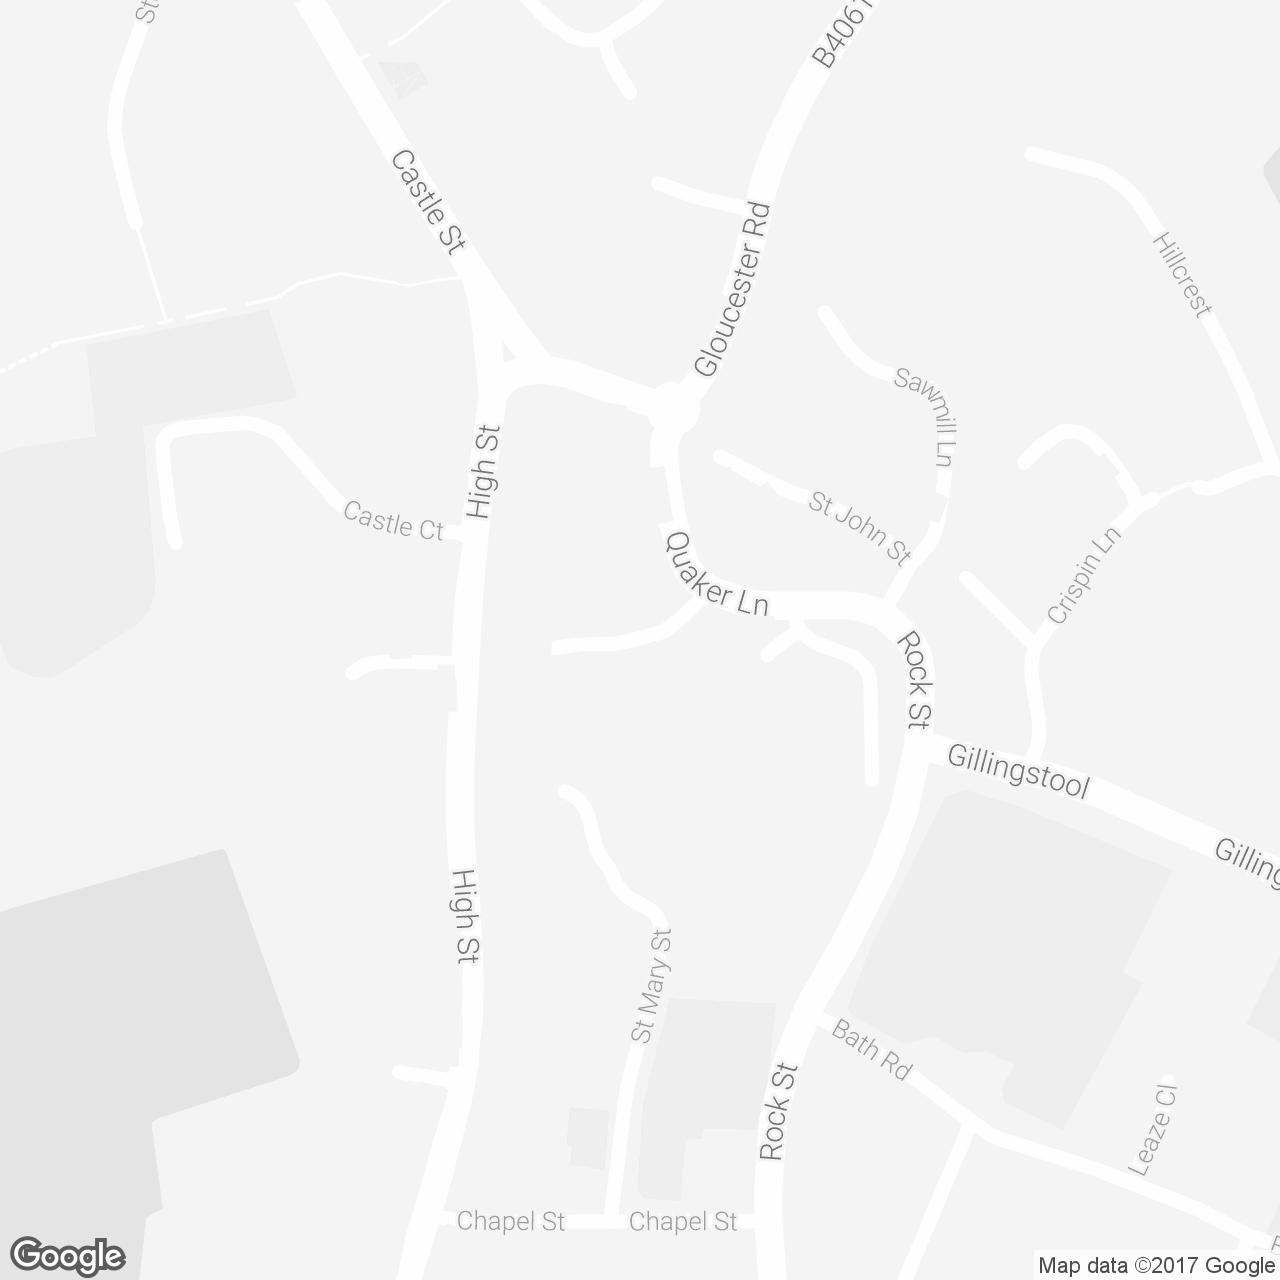 St
B4061
Castle St
Gloucester Rd
Hillcrest
Sawmill Ln
High St
Castle Ct
St John St
Crispin Ln
Quaker Ln
Rock St
Gillingstool
Gilling
High St
St Mary St
Bath Rd
Rock St
Leaze Cl
Chapel St
Chapel St
Google
Map data ©2017 Google